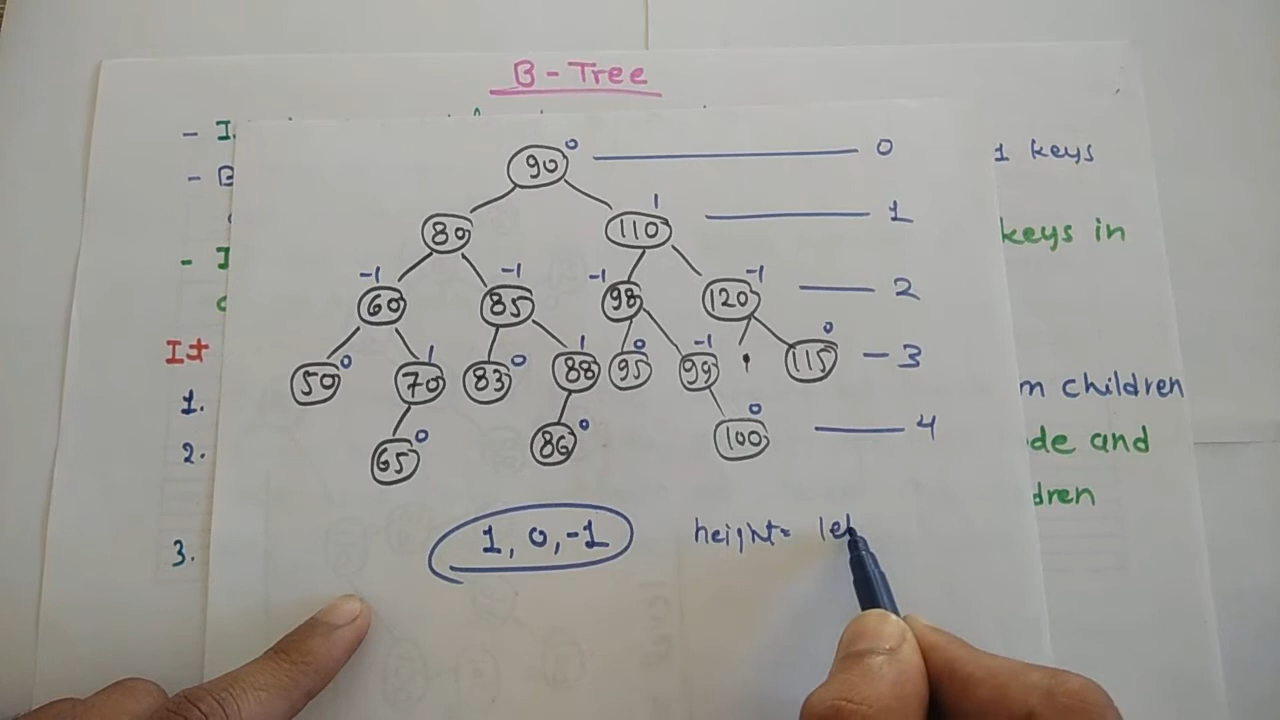 B-Tree
- I
1 keys
- B
90 0 0
80 110 1 1
keys in
- I
60 -1 85 -1 98 -1 120 -1 2
It
50 0 70 1 83 0 88 1 95 0 99 -1 115 0 3
1. m children
65 0 86 0 100 0 4
2. de and
dren
1, 0, -1 height= le
3.